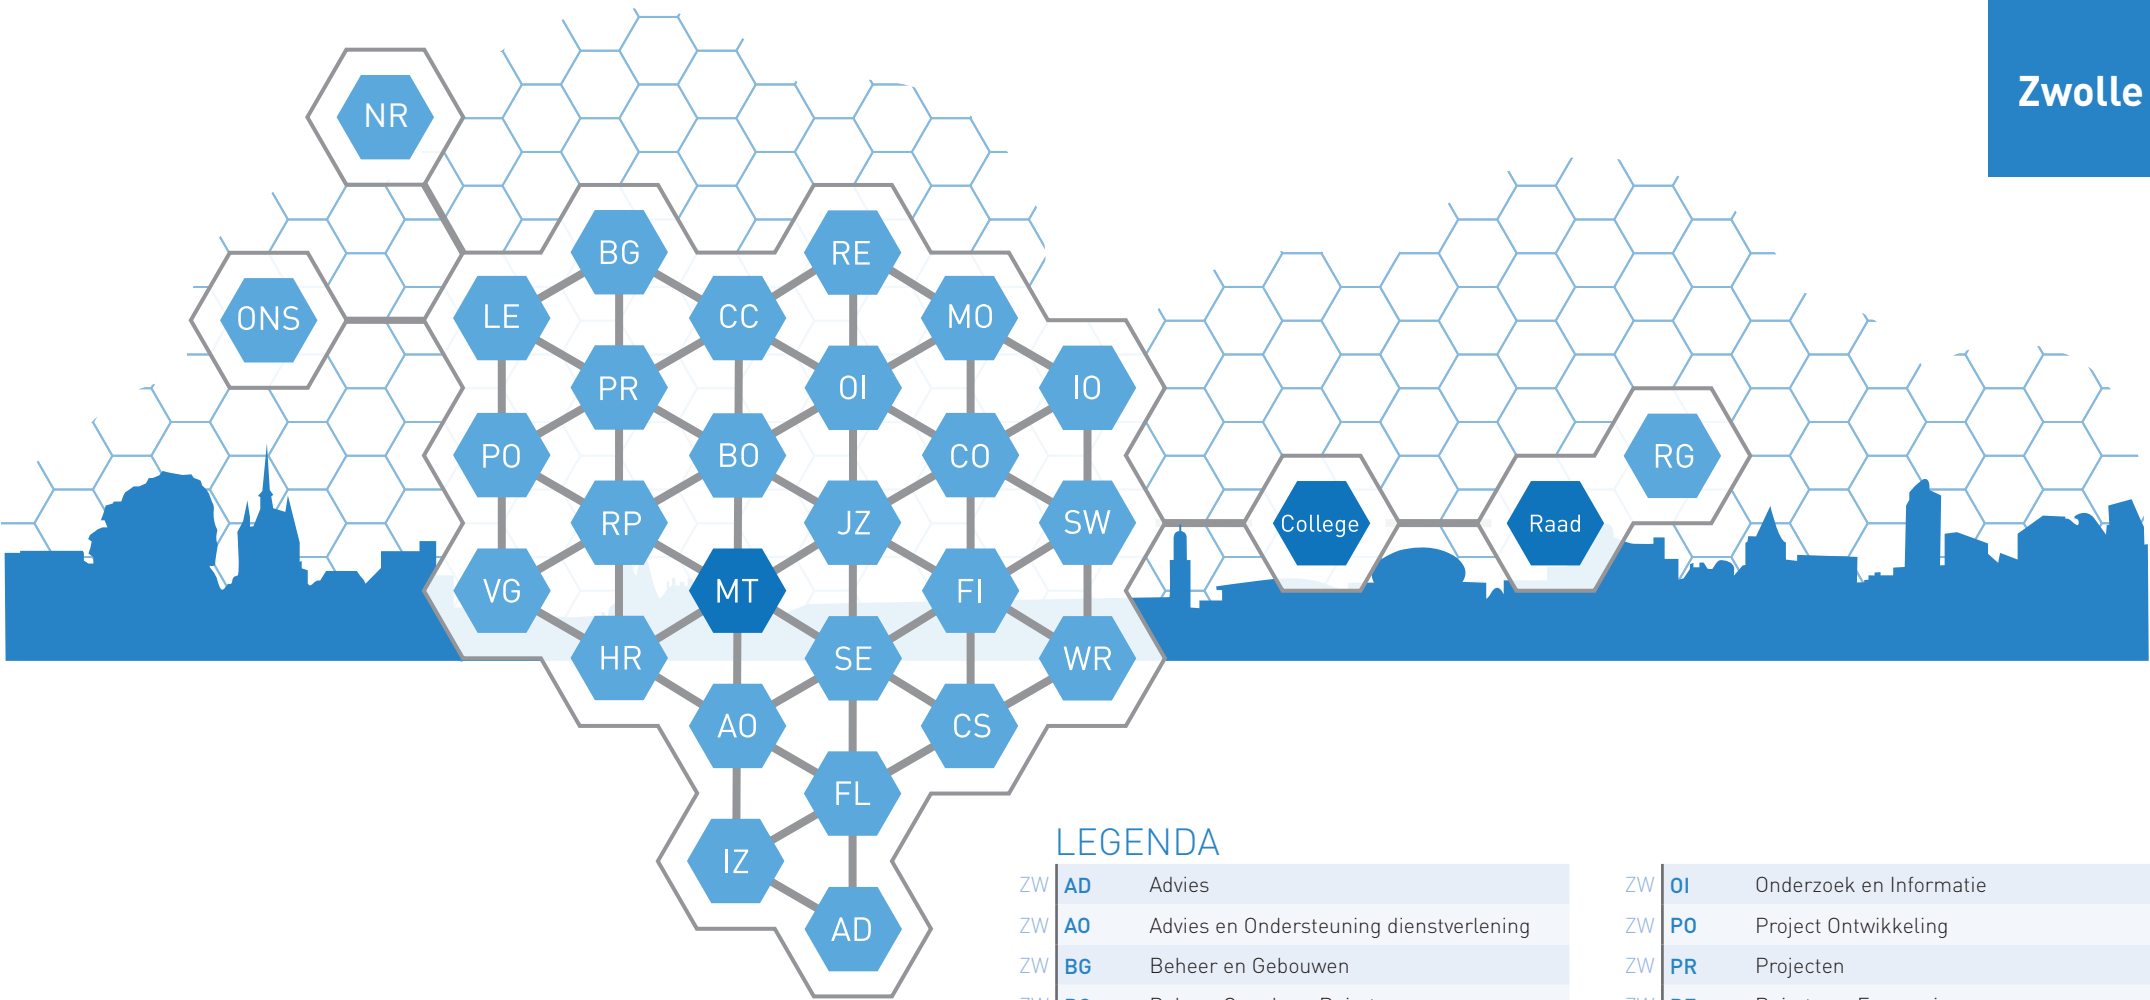 Zwolle
NR
BG
RE
ONS
LE
CC
MO
PR
OI
IO
PO
BO
CO
RG
RP
JZ
SW
College
Raad
VG
MT
FI
HR
SE
WR
AO
CS
FL
IZ
AD
LEGENDA
ZW AD Advies
ZW AO Advies en Ondersteuning dienstverlening
ZW BG Beheer en Gebouwen
ZW OI Onderzoek en Informatie
ZW PO Project Ontwikkeling
ZW PR Projecten